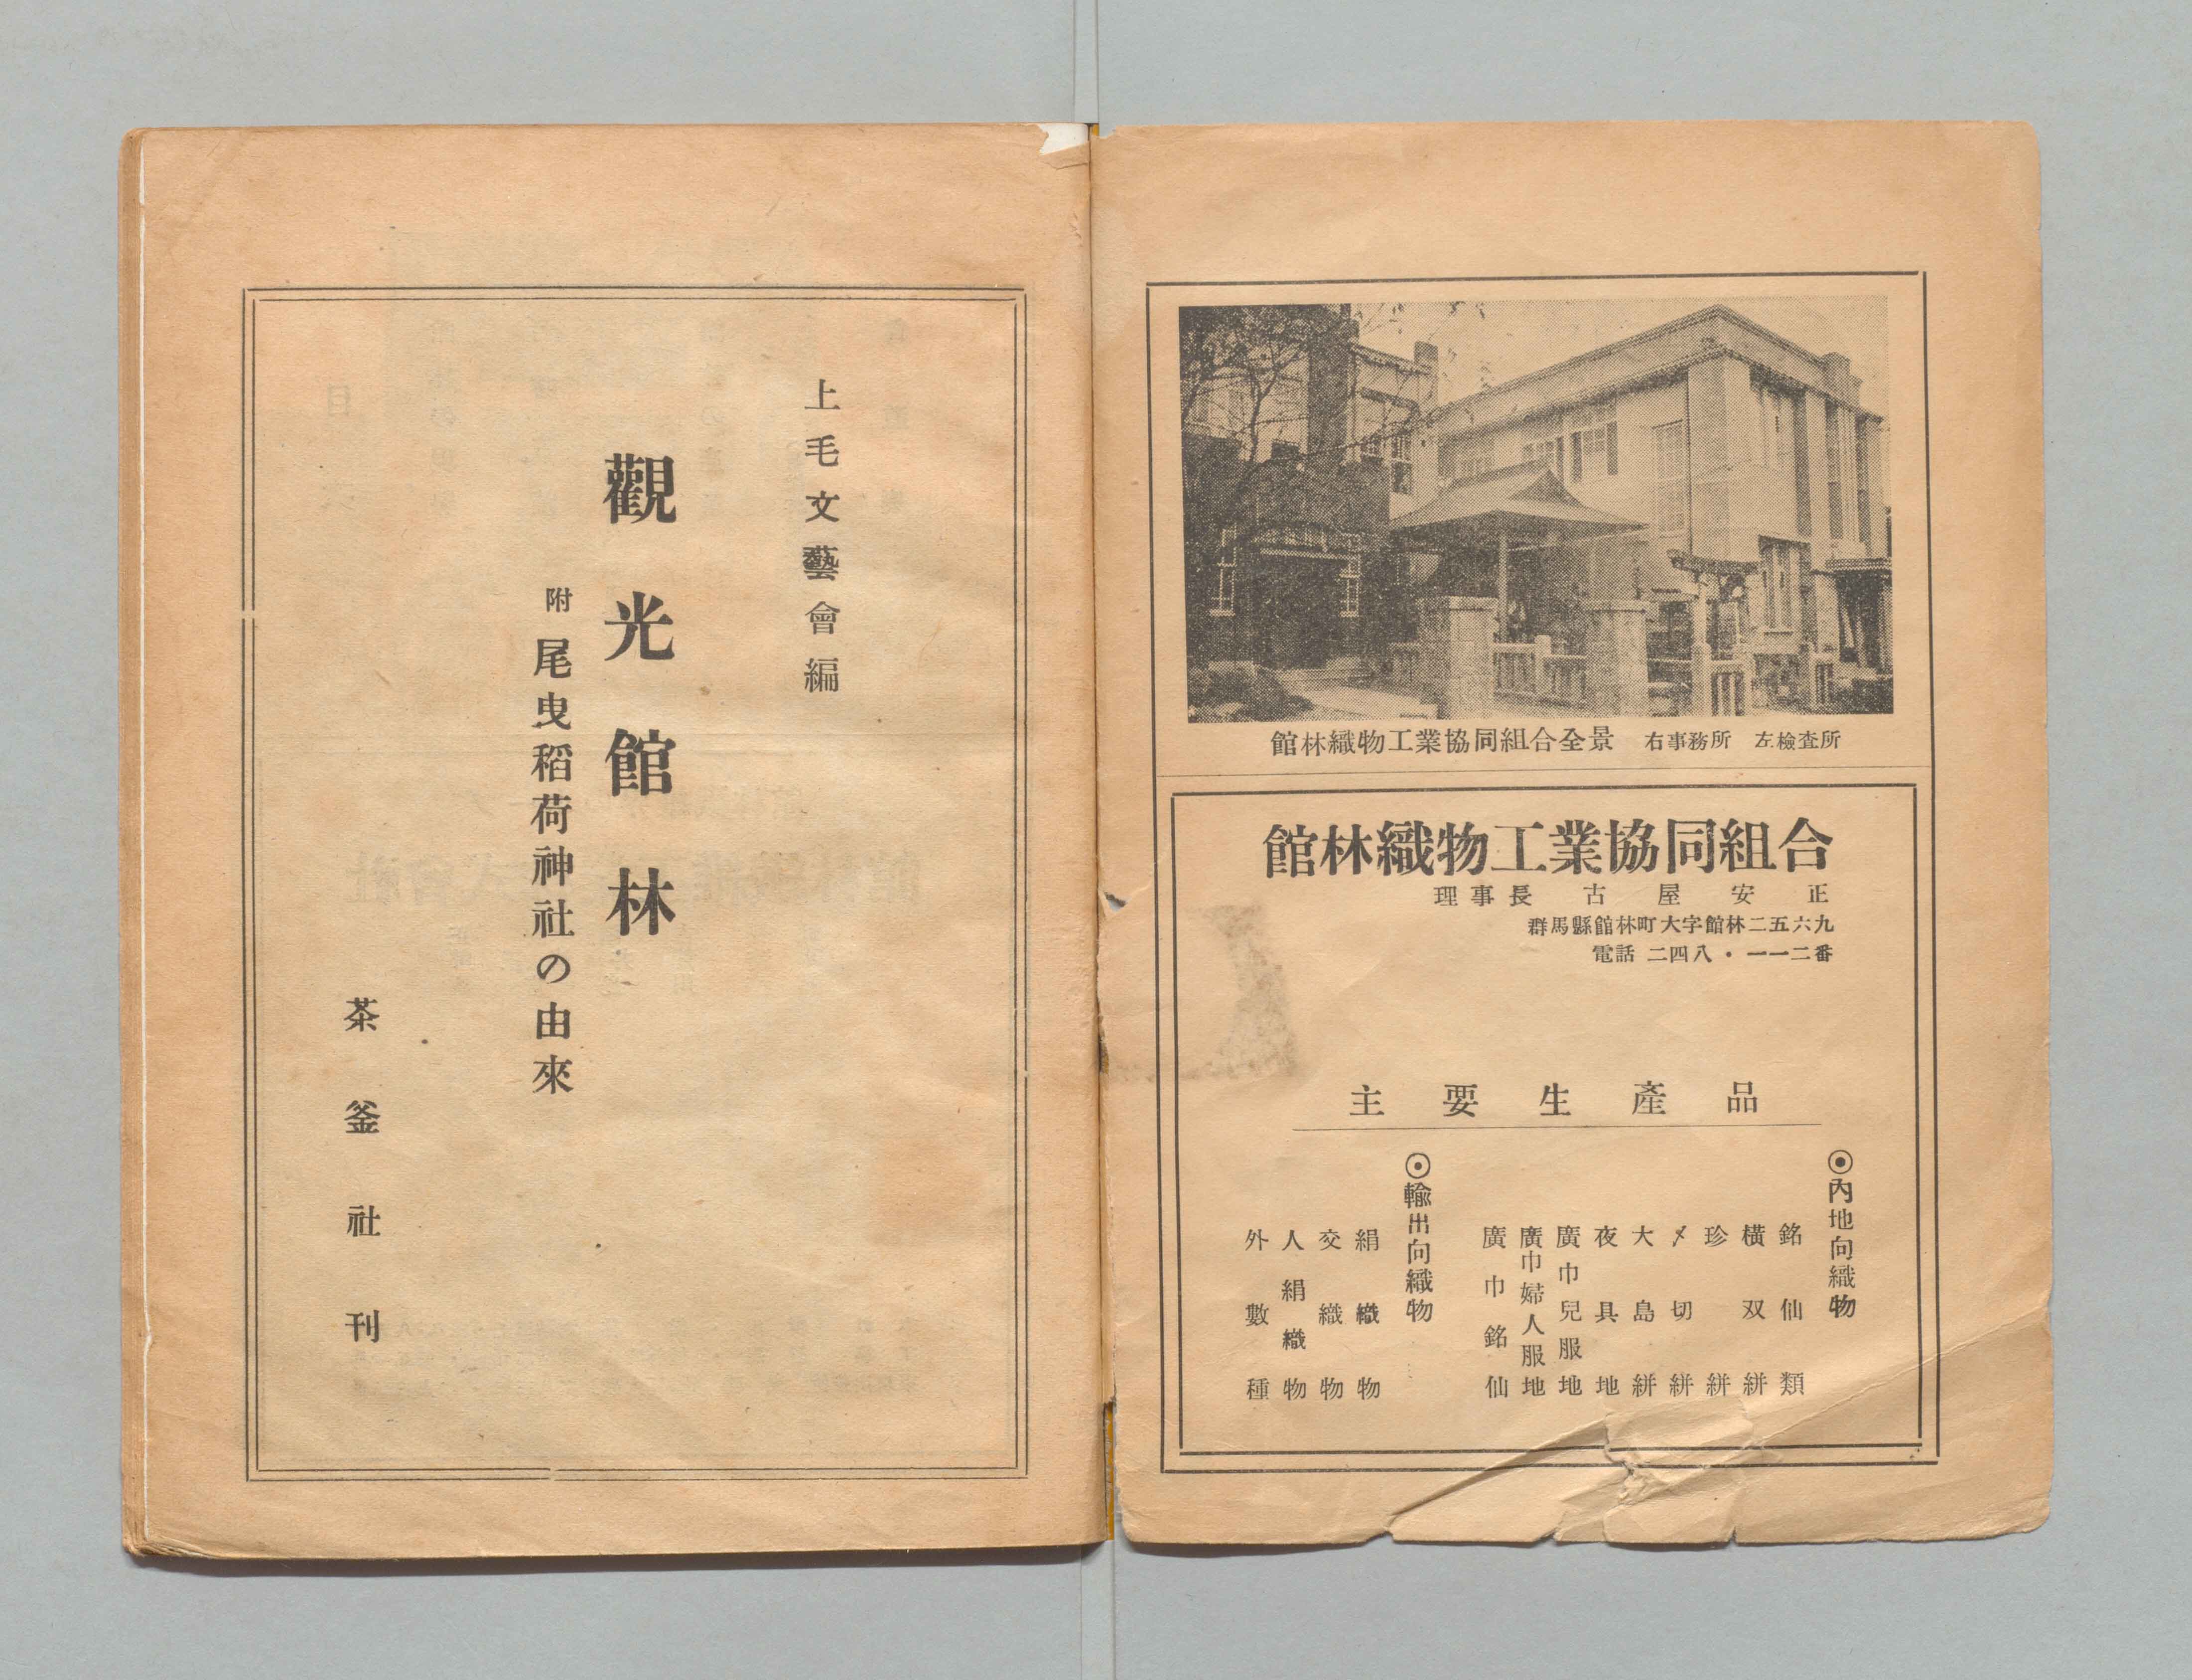 館林織物工業協同組合全景 右事務所 左檢査所
館林織物工業協同組合
理事長 古屋安正
群馬縣館林町大字館林二五六九
電話 二四八・一一二番
主要生產品
◉內地向織物
銘仙類
橫双絣
珍絣
〆切絣
大島絣
夜具地
廣巾兒服地
廣巾婦人服地
廣巾銘仙
◉輸出向織物
絹織物
交織物
人絹織物
外數種
上毛文藝會編
觀光館林
附 尾曳稻荷神社の由來
茶釜社刊